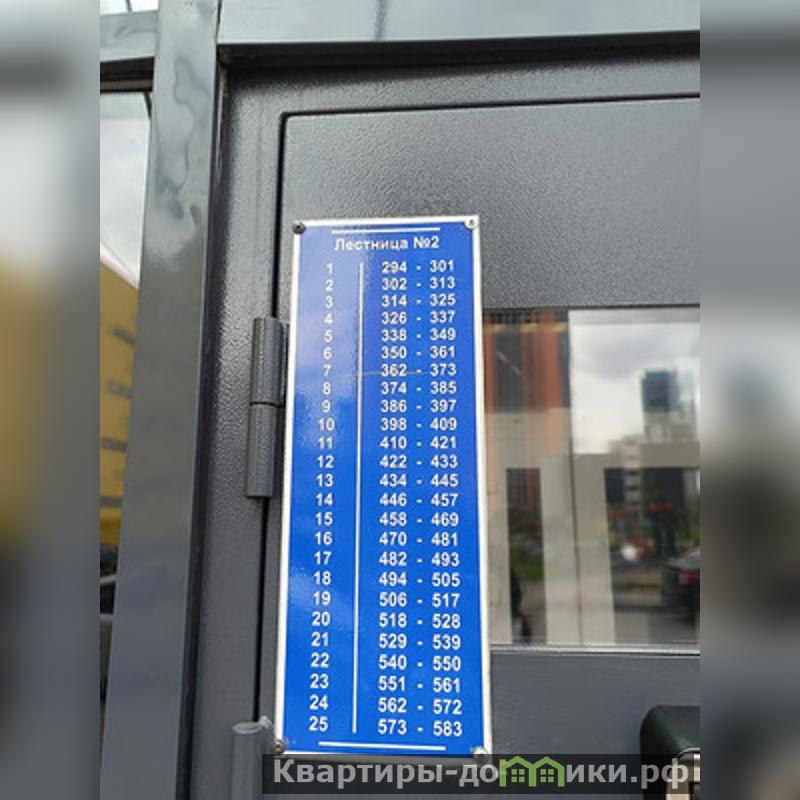 Лестница №2
1 294 - 301
2 302 - 313
3 314 - 325
4 326 - 337
5 338 - 349
6 350 - 361
7 362 - 373
8 374 - 385
9 386 - 397
10 398 - 409
11 410 - 421
12 422 - 433
13 434 - 445
14 446 - 457
15 458 - 469
16 470 - 481
17 482 - 493
18 494 - 505
19 506 - 517
20 518 - 528
21 529 - 539
22 540 - 550
23 551 - 561
24 562 - 572
25 573 - 583
Квартиры-домики.рф